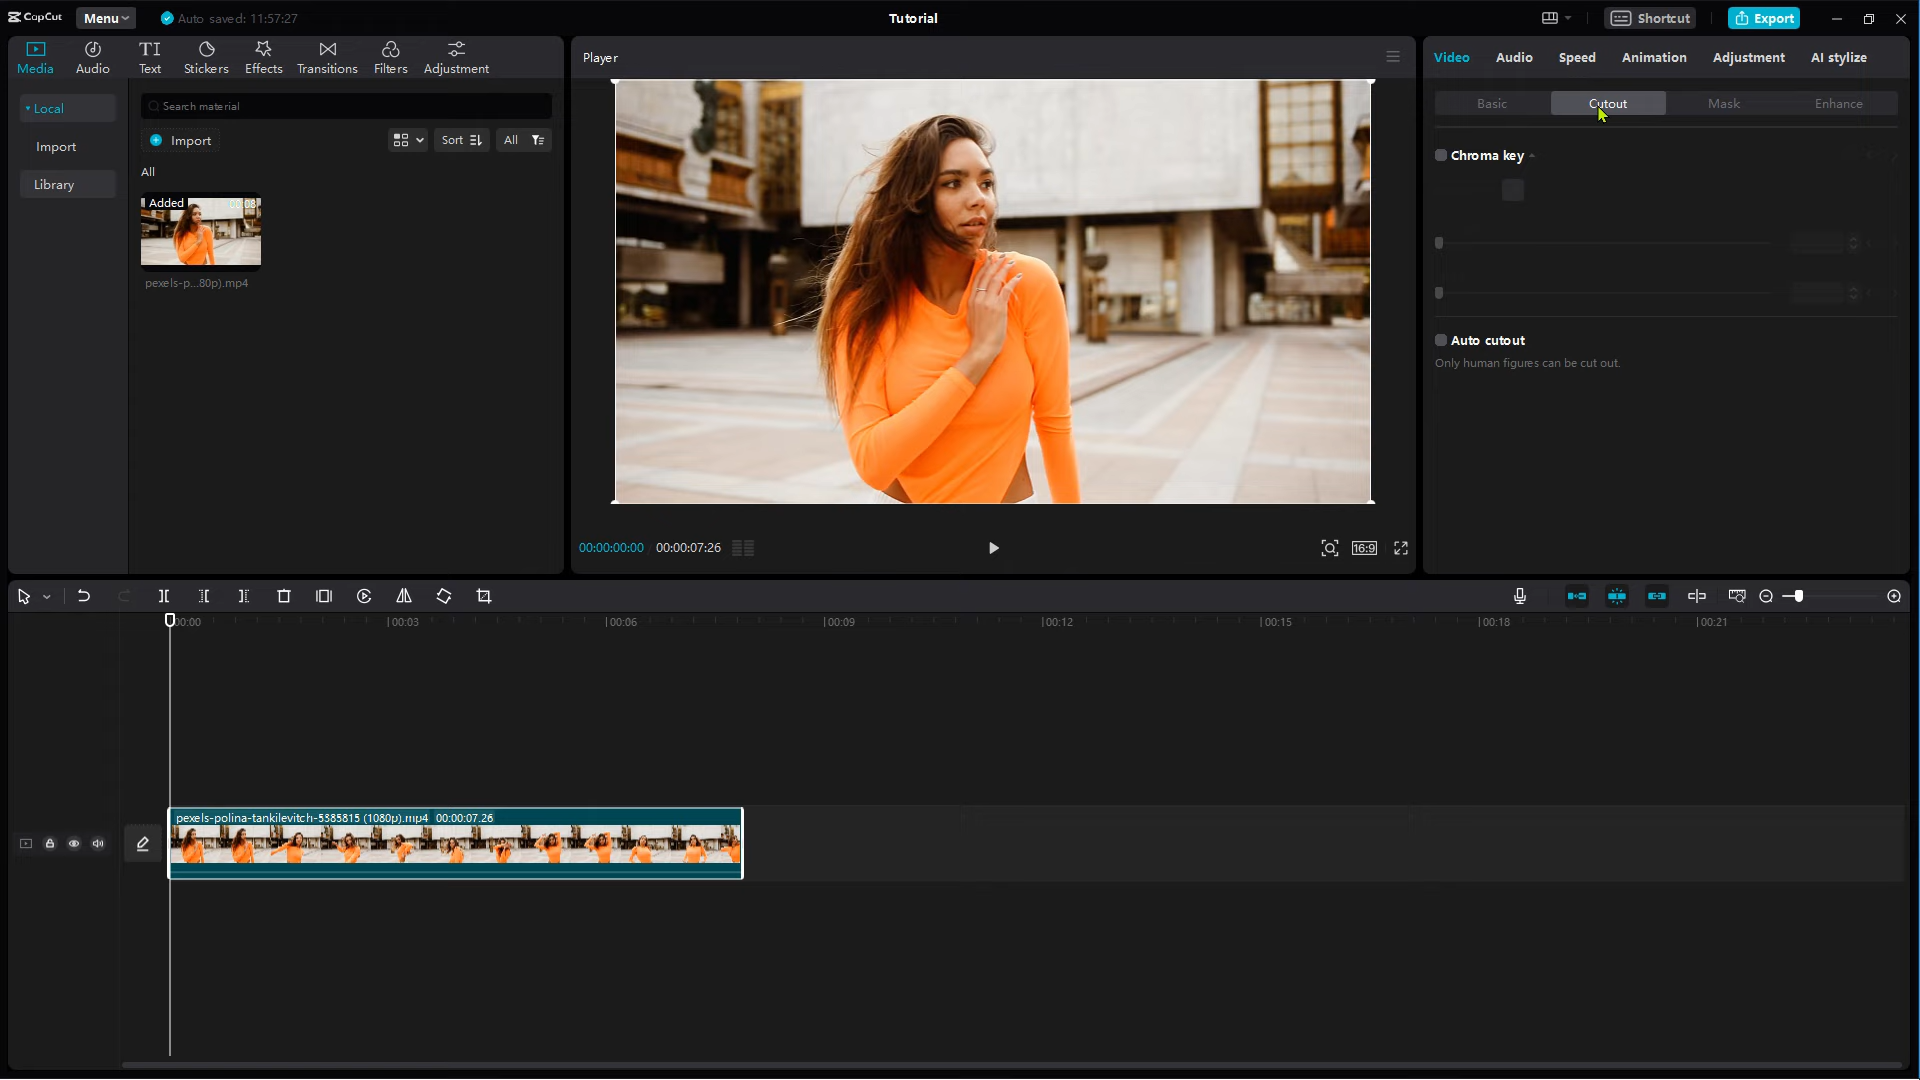 CapCut Menu Auto saved: 11:57:27 Tutorial Shortcut Export
Media Audio Text Stickers Effects Transitions Filters Adjustment
Player
Video Audio Speed Animation Adjustment AI stylize
Local
Import
Library
Search material
Import Sort All
All
Added 00:08
pexels-p...80p).mp4
Basic Cutout Mask Enhance
Chroma key
Auto cutout
Only human figures can be cut out.
00:00:00:00 00:00:07:26
16:9
00:00 00:03 00:06 00:09 00:12 00:15 00:18 00:21
pexels-polina-tankilevitch-5585815 (1080p).mp4 00:00:07:26